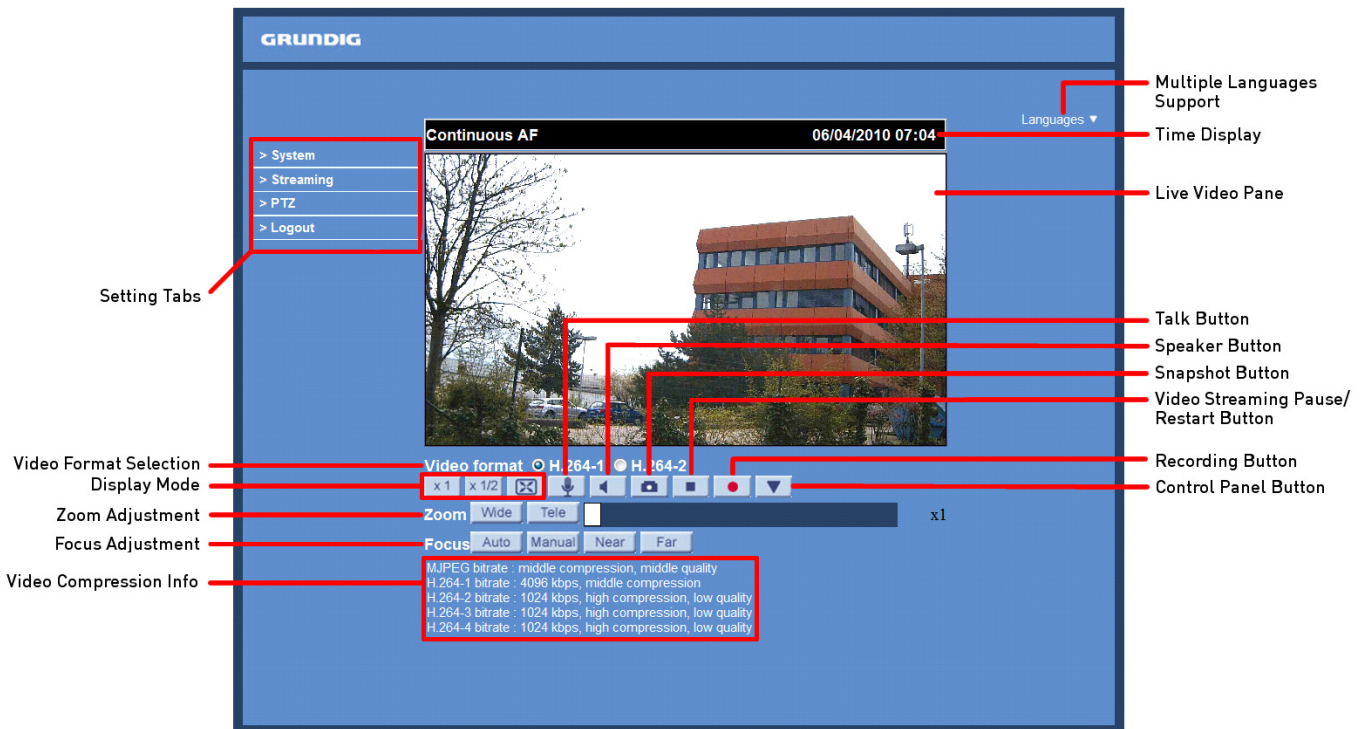 GRUNDIG
Multiple Languages
Support
Languages ▼
Continuous AF
06/04/2010 07:04
Time Display
> System
> Streaming
> PTZ
> Logout
Live Video Pane
Setting Tabs
Talk Button
Speaker Button
Snapshot Button
Video Streaming Pause/
Restart Button
Video Format Selection
Video format H.264-1 H.264-2
Recording Button
Display Mode
x 1 x 1/2
Control Panel Button
Zoom Adjustment
Zoom Wide Tele x1
Focus Adjustment
Focus Auto Manual Near Far
Video Compression Info
MJPEG bitrate : middle compression, middle quality
H.264-1 bitrate : 4096 kbps, middle compression
H.264-2 bitrate : 1024 kbps, high compression, low quality
H.264-3 bitrate : 1024 kbps, high compression, low quality
H.264-4 bitrate : 1024 kbps, high compression, low quality